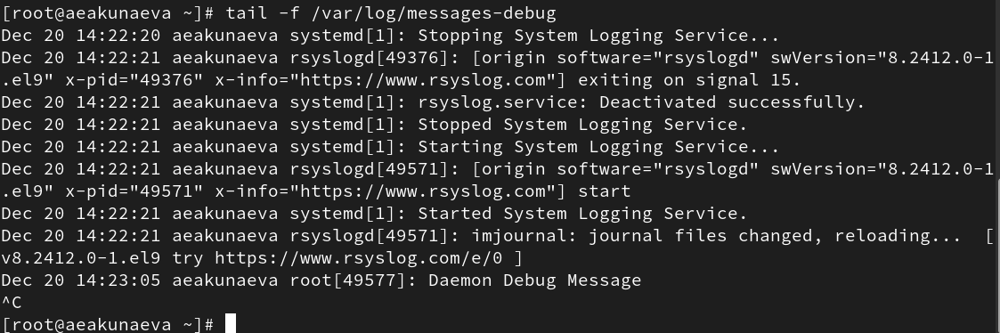 [root@aeakunaeva ~]# tail -f /var/log/messages-debug
Dec 20 14:22:20 aeakunaeva systemd[1]: Stopping System Logging Service...
Dec 20 14:22:21 aeakunaeva rsyslogd[49376]: [origin software="rsyslogd" swVersion="8.2412.0-1
.el9" x-pid="49376" x-info="https://www.rsyslog.com"] exiting on signal 15.
Dec 20 14:22:21 aeakunaeva systemd[1]: rsyslog.service: Deactivated successfully.
Dec 20 14:22:21 aeakunaeva systemd[1]: Stopped System Logging Service.
Dec 20 14:22:21 aeakunaeva systemd[1]: Starting System Logging Service...
Dec 20 14:22:21 aeakunaeva rsyslogd[49571]: [origin software="rsyslogd" swVersion="8.2412.0-1
.el9" x-pid="49571" x-info="https://www.rsyslog.com"] start
Dec 20 14:22:21 aeakunaeva systemd[1]: Started System Logging Service.
Dec 20 14:22:21 aeakunaeva rsyslogd[49571]: imjournal: journal files changed, reloading...  [
v8.2412.0-1.el9 try https://www.rsyslog.com/e/0 ]
Dec 20 14:23:05 aeakunaeva root[49577]: Daemon Debug Message
^C
[root@aeakunaeva ~]#